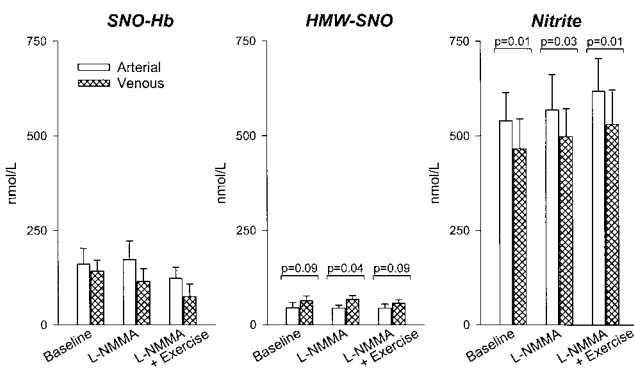 SNO-Hb
HMW-SNO
Nitrite
750
500
250
0
nmol/L
Arterial
Venous
Baseline
L-NMMA
L-NMMA
+ Exercise
750
500
250
0
nmol/L
p=0.09
p=0.04
p=0.09
Baseline
L-NMMA
L-NMMA
+ Exercise
750
500
250
0
nmol/L
p=0.01
p=0.03
p=0.01
Baseline
L-NMMA
L-NMMA
+ Exercise